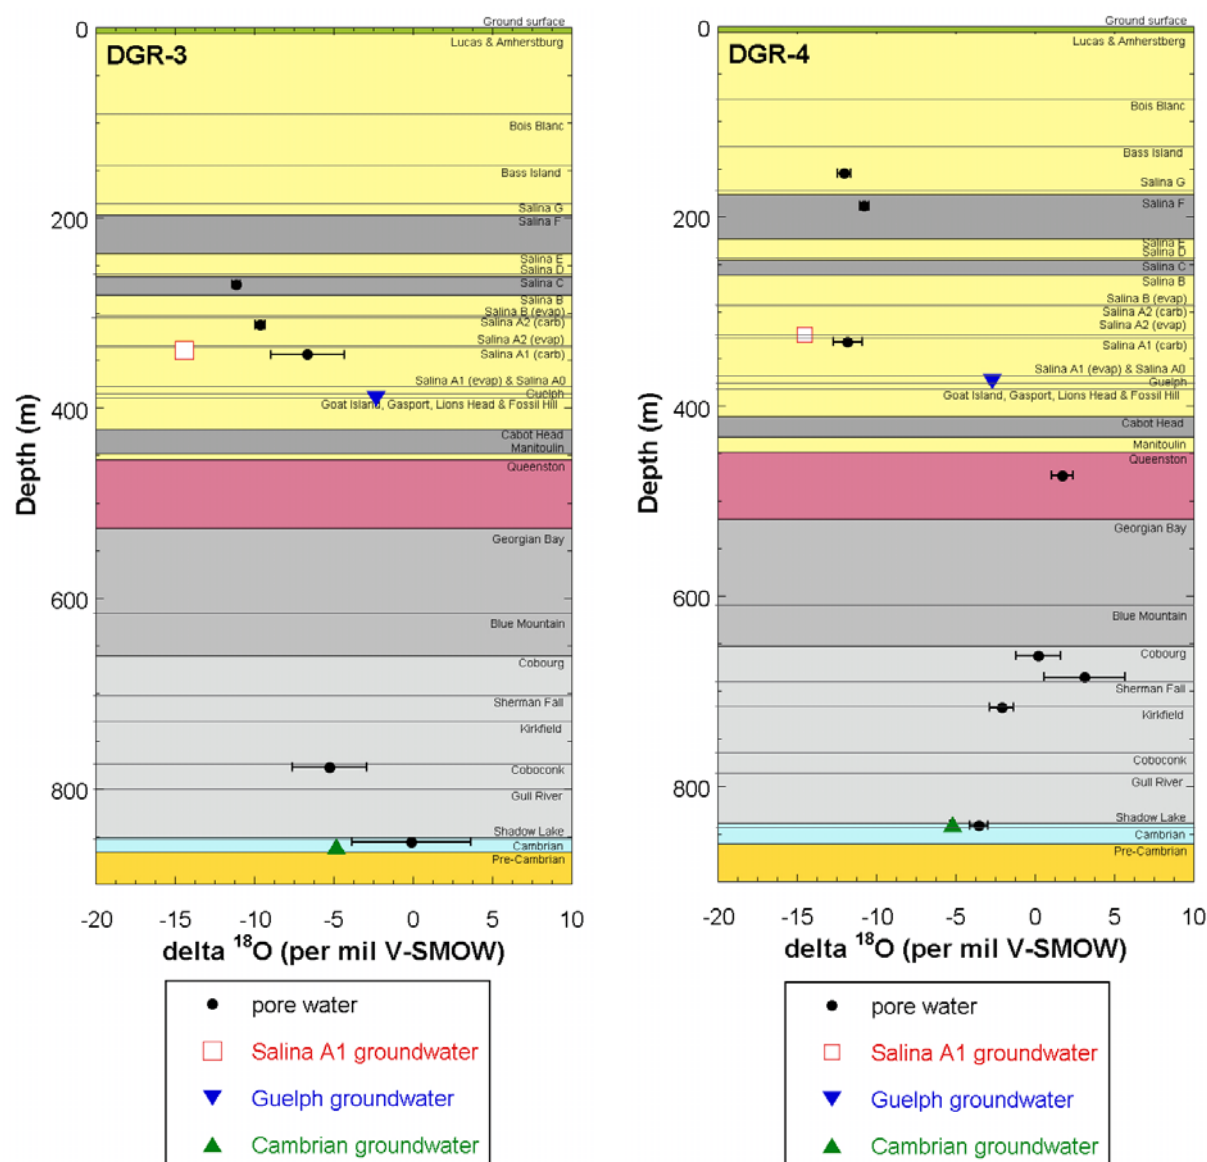 Ground surface
0
Lucas & Amherstburg
DGR-3
Bois Blanc
Bass Island
Salina G
200
Salina F
Salina E
Salina D
Salina C
Salina B
Salina B (evap)
Salina A2 (carb)
Salina A2 (evap)
Salina A1 (carb)
Salina A1 (evap) & Salina A0
Guelph
400
Goat Island, Gasport, Lions Head & Fossil Hill
Cabot Head
Manitoulin
Queenston
Georgian Bay
600
Blue Mountain
Cobourg
Sherman Fall
Kirkfield
Coboconk
800
Gull River
Shadow Lake
Cambrian
Pre-Cambrian
Depth (m)
-20 -15 -10 -5 0 5 10
delta 18O (per mil V-SMOW)
pore water
Salina A1 groundwater
Guelph groundwater
Cambrian groundwater
Ground surface
0
Lucas & Amherstberg
DGR-4
Bois Blanc
Bass Island
Salina G
Salina F
200
Salina E
Salina D
Salina C
Salina B
Salina B (evap)
Salina A2 (carb)
Salina A2 (evap)
Salina A1 (carb)
Salina A1 (evap) & Salina A0
Guelph
Goat Island, Gasport, Lions Head & Fossil Hill
400
Cabot Head
Manitoulin
Queenston
Georgian Bay
600
Blue Mountain
Cobourg
Sherman Fall
Kirkfield
Coboconk
Gull River
800
Shadow Lake
Cambrian
Pre-Cambrian
Depth (m)
-20 -15 -10 -5 0 5 10
delta 18O (per mil V-SMOW)
pore water
Salina A1 groundwater
Guelph groundwater
Cambrian groundwater